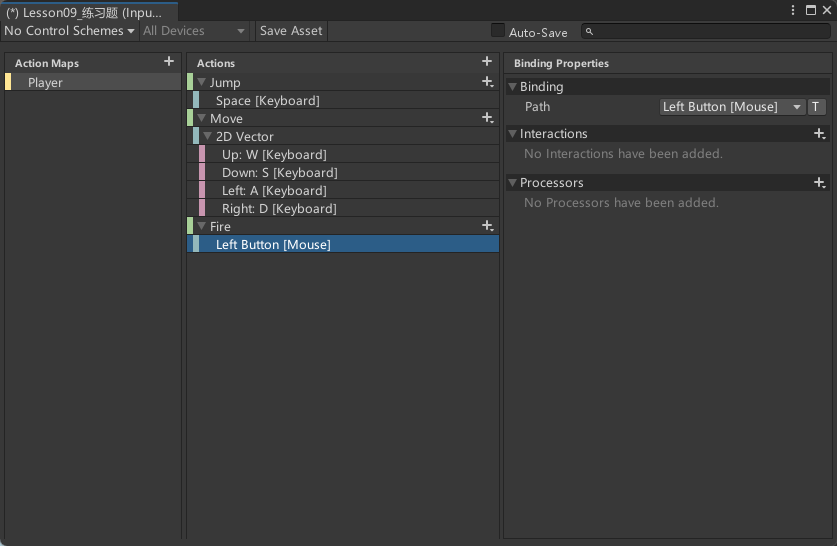 (*) Lesson09_练习题 (Inpu...
No Control Schemes All Devices Save Asset Auto-Save
Action Maps
Player
Actions
Jump
Space [Keyboard]
Move
2D Vector
Up: W [Keyboard]
Down: S [Keyboard]
Left: A [Keyboard]
Right: D [Keyboard]
Fire
Left Button [Mouse]
Binding Properties
Binding
Path Left Button [Mouse] T
Interactions
No Interactions have been added.
Processors
No Processors have been added.